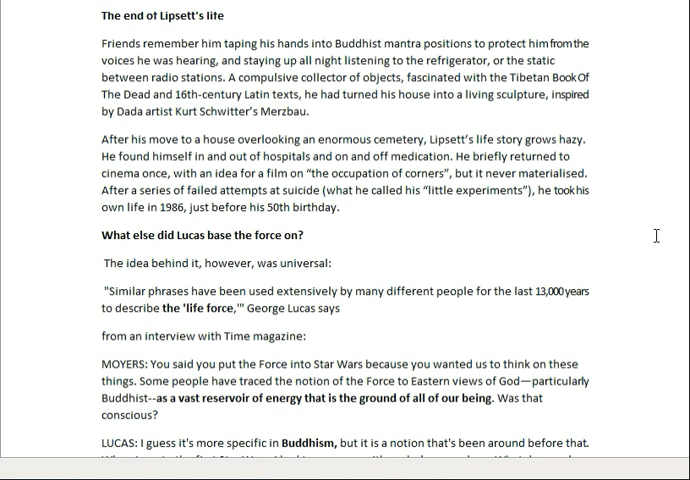 The end of Lipsett's life
Friends remember him taping his hands into Buddhist mantra positions to protect him from the
voices he was hearing, and staying up all night listening to the refrigerator, or the static
between radio stations. A compulsive collector of objects, fascinated with the Tibetan Book Of
The Dead and 16th-century Latin texts, he had turned his house into a living sculpture, inspired
by Dada artist Kurt Schwitter's Merzbau.
After his move to a house overlooking an enormous cemetery, Lipsett's life story grows hazy.
He found himself in and out of hospitals and on and off medication. He briefly returned to
cinema once, with an idea for a film on “the occupation of corners”, but it never materialised.
After a series of failed attempts at suicide (what he called his “little experiments”), he took his
own life in 1986, just before his 50th birthday.
What else did Lucas base the force on?
The idea behind it, however, was universal:
"Similar phrases have been used extensively by many different people for the last 13,000 years
to describe the 'life force,'" George Lucas says
from an interview with Time magazine:
MOYERS: You said you put the Force into Star Wars because you wanted us to think on these
things. Some people have traced the notion of the Force to Eastern views of God—particularly
Buddhist--as a vast reservoir of energy that is the ground of all of our being. Was that
conscious?
LUCAS: I guess it's more specific in Buddhism, but it is a notion that's been around before that.